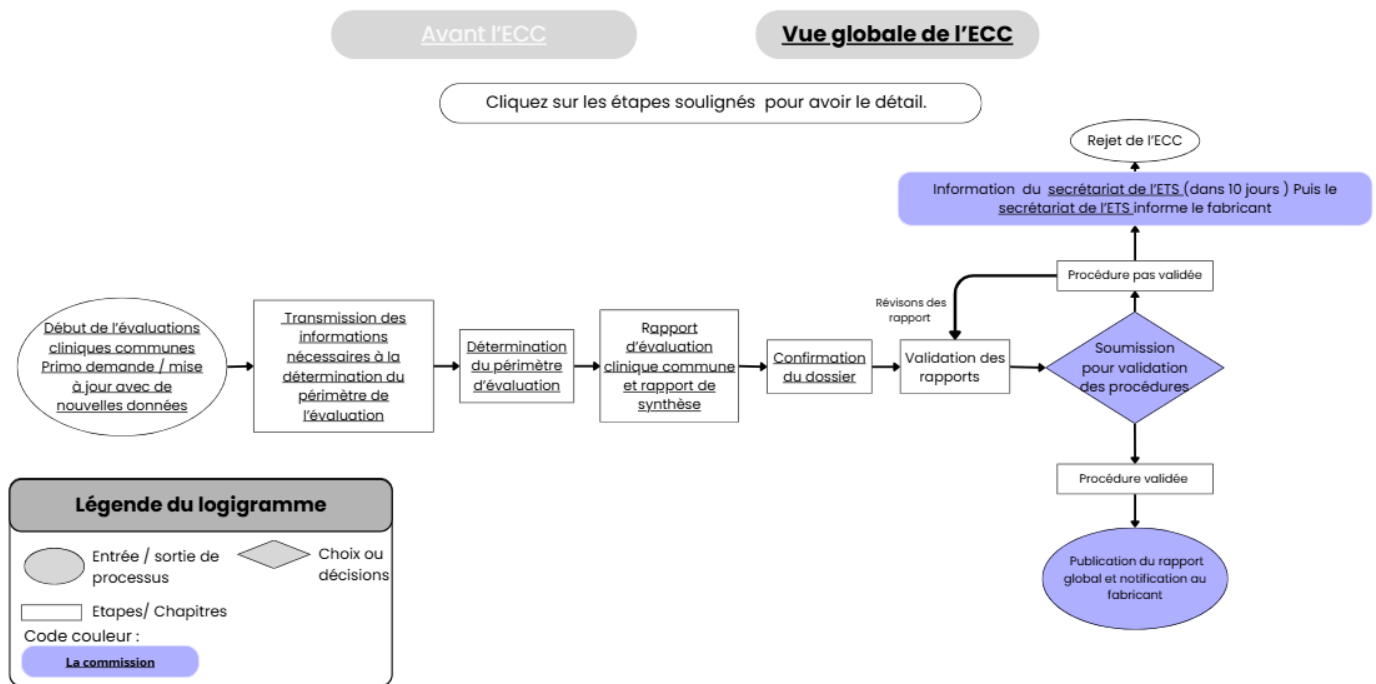 Avant l'ECC
Vue globale de l'ECC
Cliquez sur les étapes soulignés pour avoir le détail.
Rejet de l'ECC
Information du secrétariat de l'ETS (dans 10 jours ) Puis le
secrétariat de l'ETS informe le fabricant
Procédure pas validée
Révisons des
rapport
Début de l'évaluations
cliniques communes
Primo demande / mise
à jour avec de
nouvelles données
Transmission des
informations
nécessaires à la
détermination du
périmètre de
l'évaluation
Détermination
du périmètre
d'évaluation
Rapport
d'évaluation
clinique commune
et rapport de
synthèse
Confirmation
du dossier
Validation des
rapports
Soumission
pour validation
des procédures
Procédure validée
Publication du rapport
global et notification au
fabricant
Légende du logigramme
Entrée / sortie de
processus
Choix ou
décisions
Etapes/ Chapitres
Code couleur :
La commission